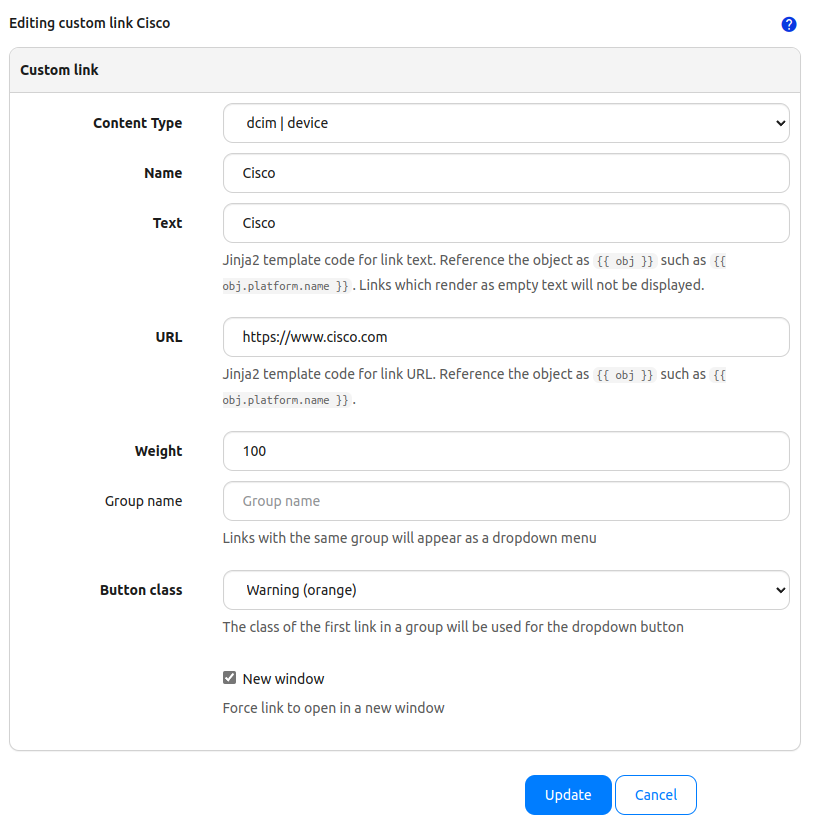 Editing custom link Cisco
?
Custom link
Content Type
dcim | device
Name
Cisco
Text
Cisco
Jinja2 template code for link text. Reference the object as {{ obj }} such as {{
obj.platform.name }}. Links which render as empty text will not be displayed.
URL
https://www.cisco.com
Jinja2 template code for link URL. Reference the object as {{ obj }} such as {{
obj.platform.name }}.
Weight
100
Group name
Group name
Links with the same group will appear as a dropdown menu
Button class
Warning (orange)
The class of the first link in a group will be used for the dropdown button
New window
Force link to open in a new window
Update
Cancel